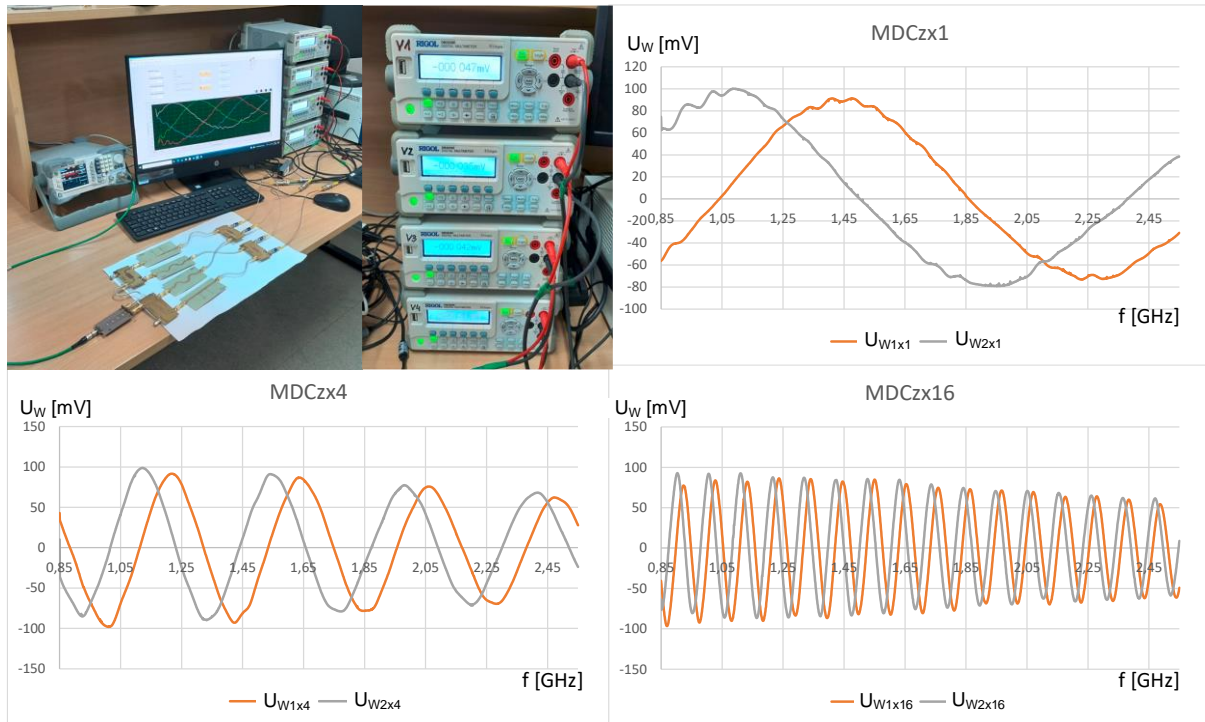 V1
RIGOL
-000.047mV
V2
RIGOL
V3
RIGOL
V4
RIGOL
MDCzx1
U_W [mV]
120
100
80
60
40
20
0
-20
-40
-60
-80
-100
0,85 1,05 1,25 1,45 1,65 1,85 2,05 2,25 2,45
f [GHz]
U_W1x1 U_W2x1
MDCzx4
U_W [mV]
150
100
50
0
-50
-100
-150
0,85 1,05 1,25 1,45 1,65 1,85 2,05 2,25 2,45
f [GHz]
U_W1x4 U_W2x4
MDCzx16
U_W [mV]
150
100
50
0
-50
-100
-150
0,85 1,05 1,25 1,45 1,65 1,85 2,05 2,25 2,45
f [GHz]
U_W1x16 U_W2x16